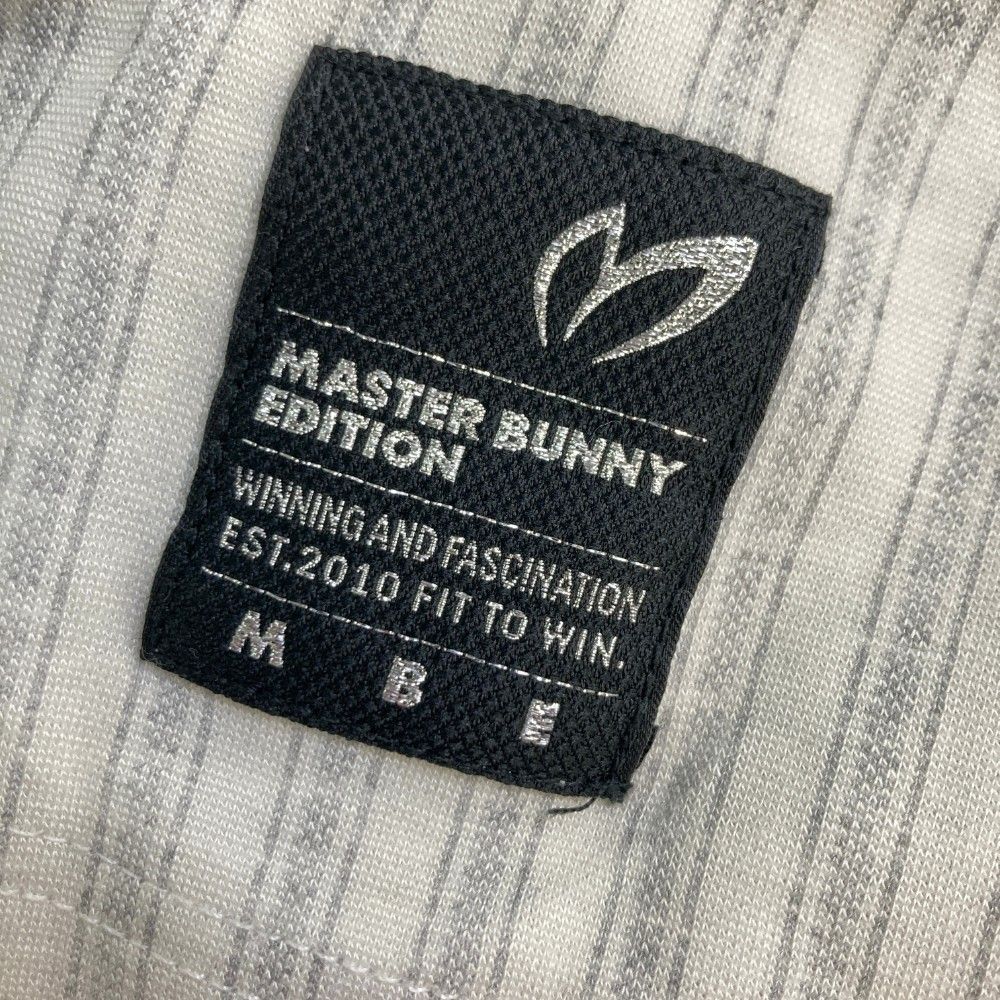 MASTER BUNNY
EDITION
WINNING AND FASCINATION
EST.2010 FIT TO WIN.
M B E